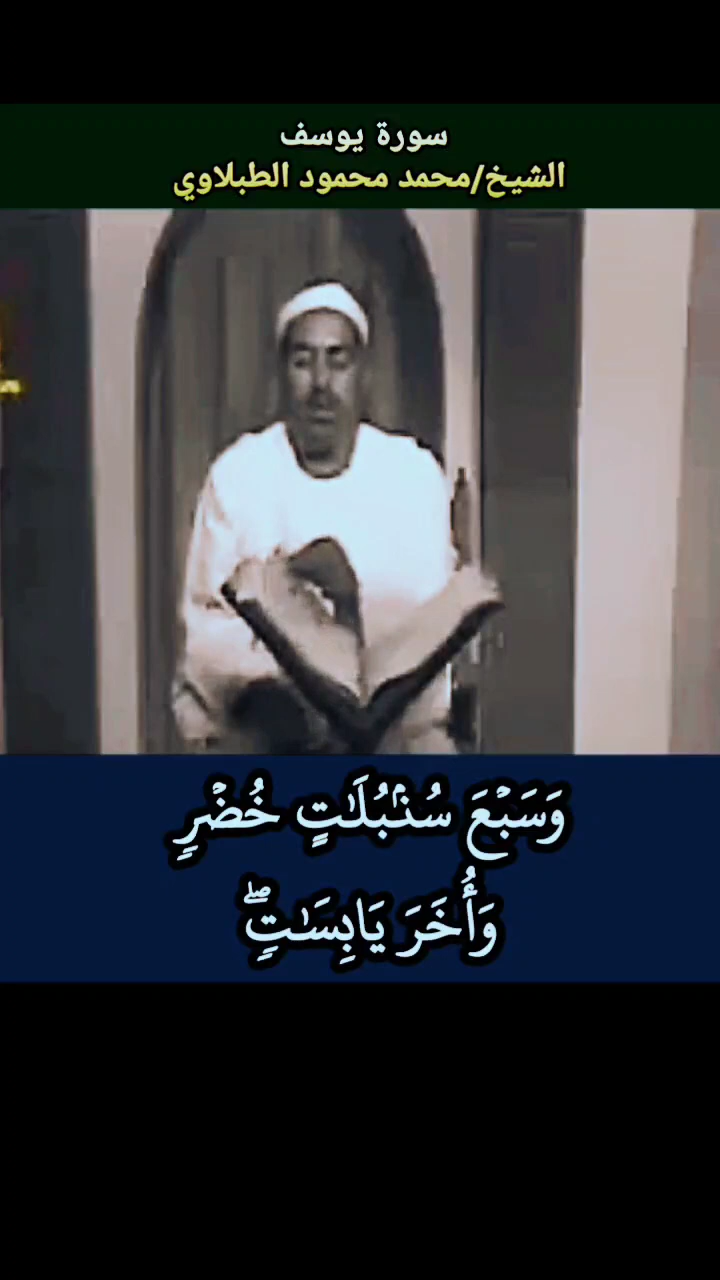 سورة يوسف
الشيخ/محمد محمود الطبلاوي
وَسَبۡعَ سُنۢبُلَٰتٍ خُضۡرٖ
وَأُخَرَ يَابِسَٰتٖۖ